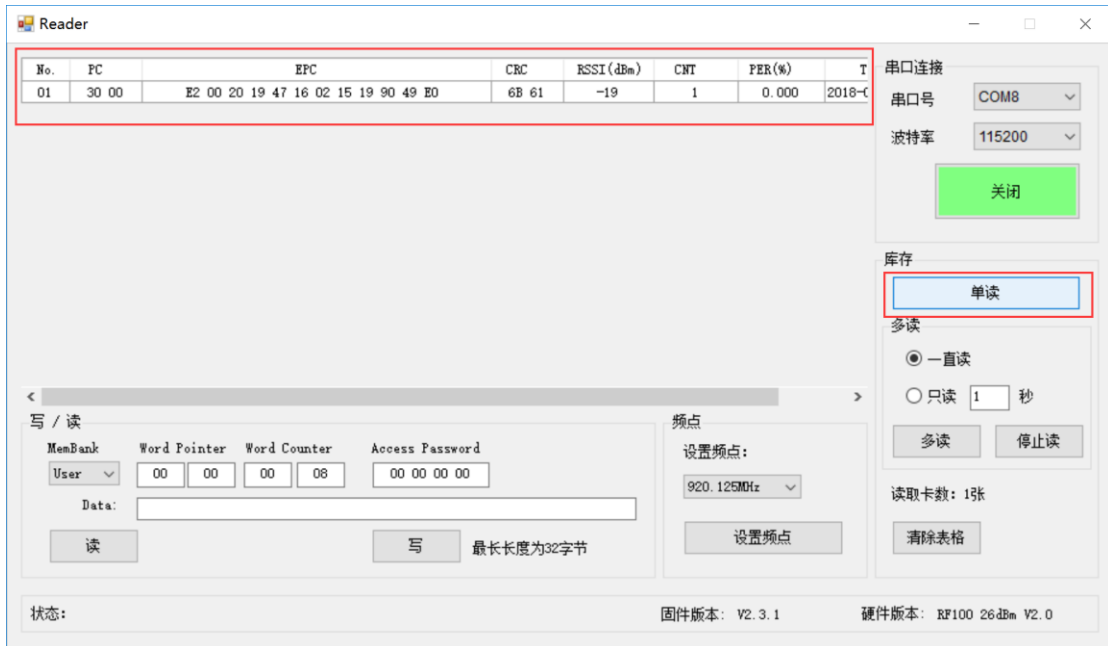 Reader
No. PC EPC CRC RSSI(dBm) CNT PER(%) T
01 30 00 E2 00 20 19 47 16 02 15 19 90 49 E0 6B 61 -19 1 0.000 2018-0
串口连接
串口号 COM8
波特率 115200
关闭
库存
单读
多读
一直读
只读 1 秒
多读 停止读
读取卡数: 1张
清除表格
写 / 读
MemBank Word Pointer Word Counter Access Password
User 00 00 00 08 00 00 00 00
Data:
读 写 最长长度为32字节
频点
设置频点:
920.125MHz
设置频点
状态: 固件版本: V2.3.1 硬件版本: RF100 26dBm V2.0